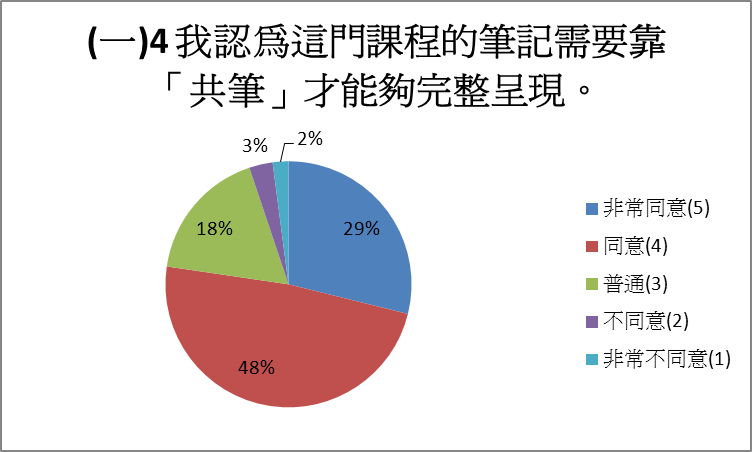 (一)4 我認為這門課程的筆記需要靠
「共筆」才能夠完整呈現。
2%
3%
18%
29%
48%
非常同意(5)
同意(4)
普通(3)
不同意(2)
非常不同意(1)